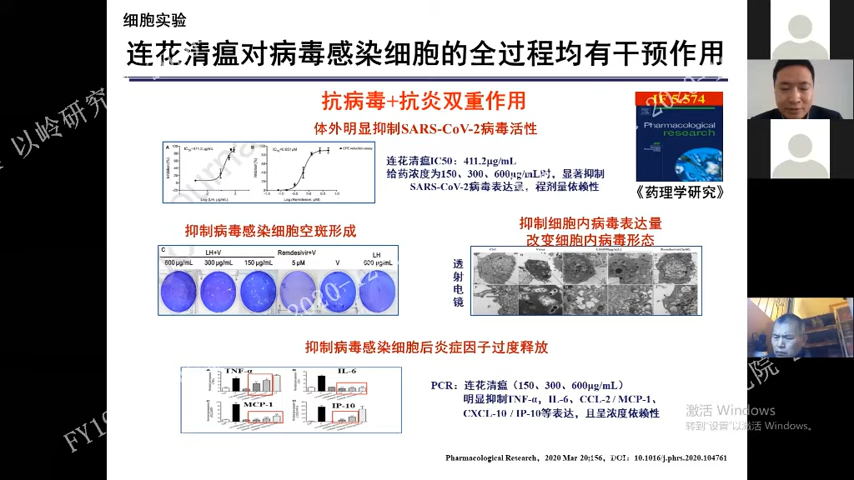 细胞实验
连花清瘟对病毒感染细胞的全过程均有干预作用
抗病毒+抗炎双重作用
体外明显抑制SARS-CoV-2病毒活性
连花清瘟IC50：411.2μg/mL
给药浓度为150、300、600μg/mL时，显著抑制
SARS-CoV-2病毒表达量，程剂量依赖性
IF:5.574
Pharmacological
research
《药理学研究》
抑制病毒感染细胞空斑形成
LH+V
Remdesivir+V
LH
600 μg/mL
300 μg/mL
150 μg/mL
5 μM
V
600 μg/mL
抑制细胞内病毒表达量
改变细胞内病毒形态
透射电镜
抑制病毒感染细胞后炎症因子过度释放
TNF-α
IL-6
MCP-1
IP-10
PCR：连花清瘟（150、300、600μg/mL）
明显抑制TNF-α，IL-6、CCL-2 / MCP-1、
CXCL-10 / IP-10等表达，且呈浓度依赖性
Pharmacological Research，2020 Mar 20;156，DOI：10.1016/j.phrs.2020.104761
激活 Windows
转到"设置"以激活 Windows。
以岭研究